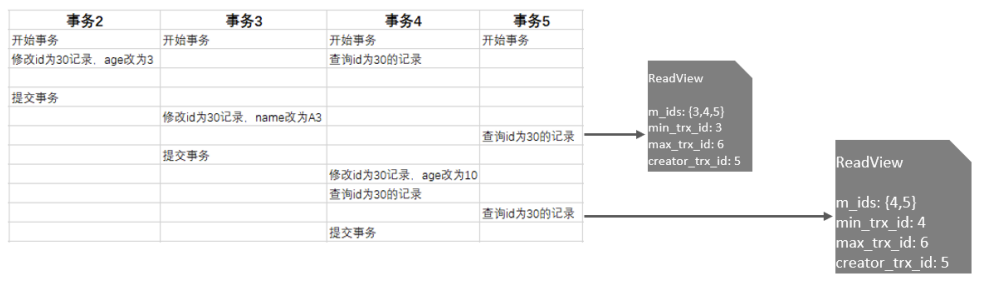 事务2 事务3 事务4 事务5
开始事务 开始事务 开始事务 开始事务
修改id为30记录，age改为3 查询id为30的记录
提交事务
修改id为30记录，name改为A3
查询id为30的记录
提交事务
修改id为30记录，age改为10
查询id为30的记录
查询id为30的记录
提交事务
ReadView
m_ids: {3,4,5}
min_trx_id: 3
max_trx_id: 6
creator_trx_id: 5
ReadView
m_ids: {4,5}
min_trx_id: 4
max_trx_id: 6
creator_trx_id: 5